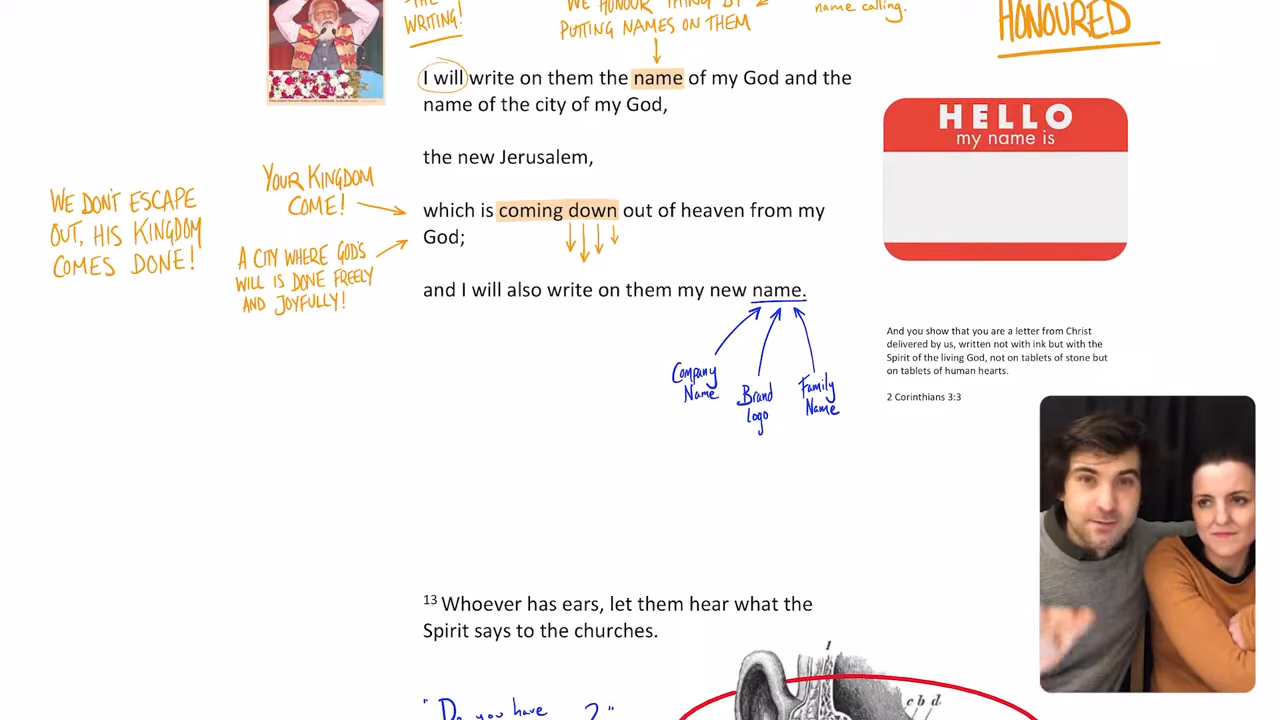 THE
WRITING!
WE HONOUR THING BY
PUTTING NAMES ON THEM
name calling.
HONOURED
I will write on them the name of my God and the
name of the city of my God,
the new Jerusalem,
which is coming down out of heaven from my
God;
and I will also write on them my new name.
WE DON'T ESCAPE
OUT, HIS KINGDOM
COMES DONE!
YOUR KINGDOM
COME!
A CITY WHERE GOD'S
WILL IS DONE FREELY
AND JOYFULLY!
HELLO
my name is
Company
Name
Brand
logo
Family
Name
And you show that you are a letter from Christ
delivered by us, written not with ink but with the
Spirit of the living God, not on tablets of stone but
on tablets of human hearts.
2 Corinthians 3:3
13 Whoever has ears, let them hear what the
Spirit says to the churches.
"Do you have ?"
1
c b d